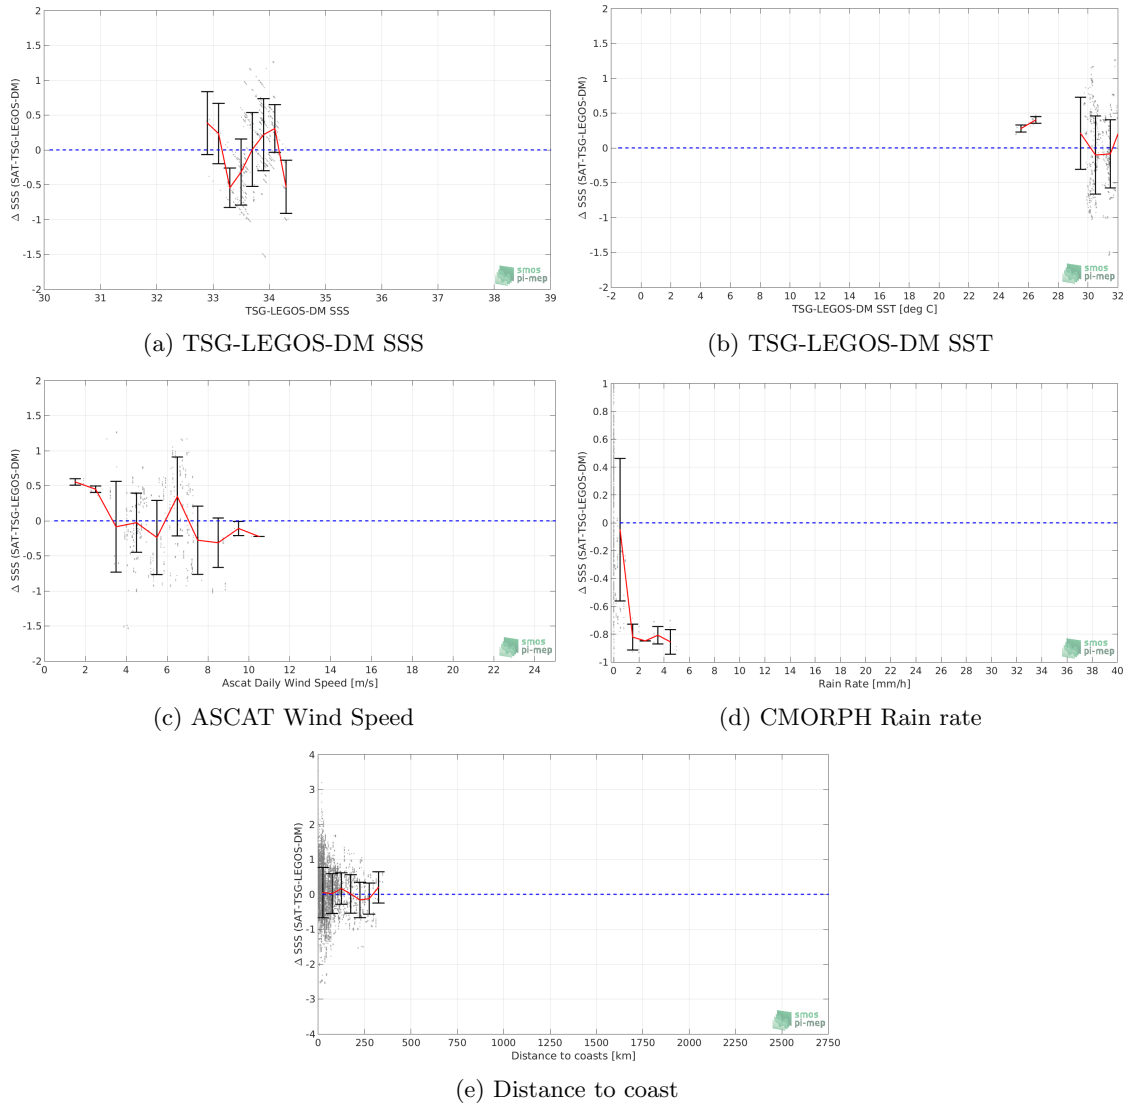 2
1.5
1
0.5
0
-0.5
-1
-1.5
-2
Δ SSS (SAT-TSG-LEGOS-DM)
30 31 32 33 34 35 36 37 38 39
TSG-LEGOS-DM SSS
smos
pi-mep
(a) TSG-LEGOS-DM SSS
2
1.5
1
0.5
0
-0.5
-1
-1.5
-2
Δ SSS (SAT-TSG-LEGOS-DM)
-2 0 2 4 6 8 10 12 14 16 18 20 22 24 26 28 30 32
TSG-LEGOS-DM SST [deg C]
smos
pi-mep
(b) TSG-LEGOS-DM SST
2
1.5
1
0.5
0
-0.5
-1
-1.5
-2
Δ SSS (SAT-TSG-LEGOS-DM)
0 2 4 6 8 10 12 14 16 18 20 22 24
Ascat Daily Wind Speed [m/s]
smos
pi-mep
(c) ASCAT Wind Speed
1
0.8
0.6
0.4
0.2
0
-0.2
-0.4
-0.6
-0.8
-1
Δ SSS (SAT-TSG-LEGOS-DM)
0 2 4 6 8 10 12 14 16 18 20 22 24 26 28 30 32 34 36 38 40
Rain Rate [mm/h]
smos
pi-mep
(d) CMORPH Rain rate
4
3
2
1
0
-1
-2
-3
-4
Δ SSS (SAT-TSG-LEGOS-DM)
0 250 500 750 1000 1250 1500 1750 2000 2250 2500 2750
Distance to coasts [km]
smos
pi-mep
(e) Distance to coast